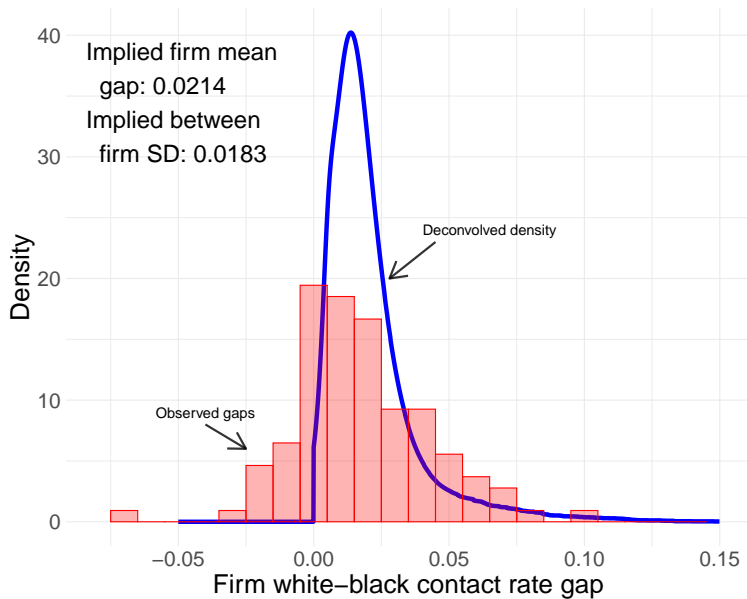 Implied firm mean
gap: 0.0214
Implied between
firm SD: 0.0183
Deconvolved density
Observed gaps
Density
40
30
20
10
0
−0.05
0.00
0.05
0.10
0.15
Firm white−black contact rate gap